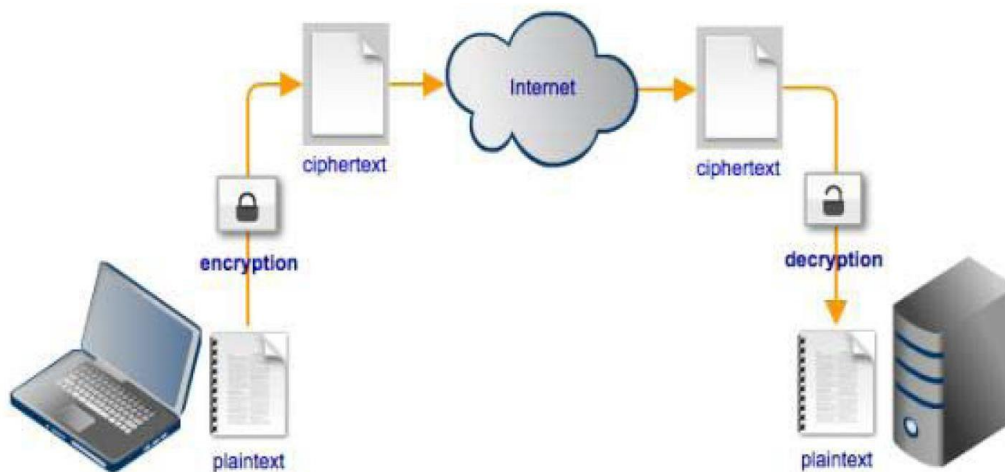 Internet
ciphertext
ciphertext
encryption
decryption
plaintext
plaintext